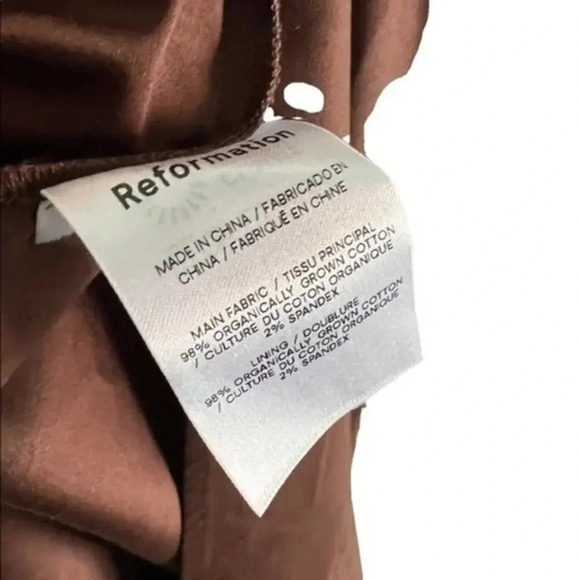 Reformation
MADE IN CHINA / FABRICADO EN
CHINA / FABRIQUÉ EN CHINE
MAIN FABRIC / TISSU PRINCIPAL
98% ORGANICALLY GROWN COTTON
/ CULTURE DU COTON ORGANIQUE
2% SPANDEX
LINING / DOUBLURE
98% ORGANICALLY GROWN COTTON
/ CULTURE DU COTON ORGANIQUE
2% SPANDEX